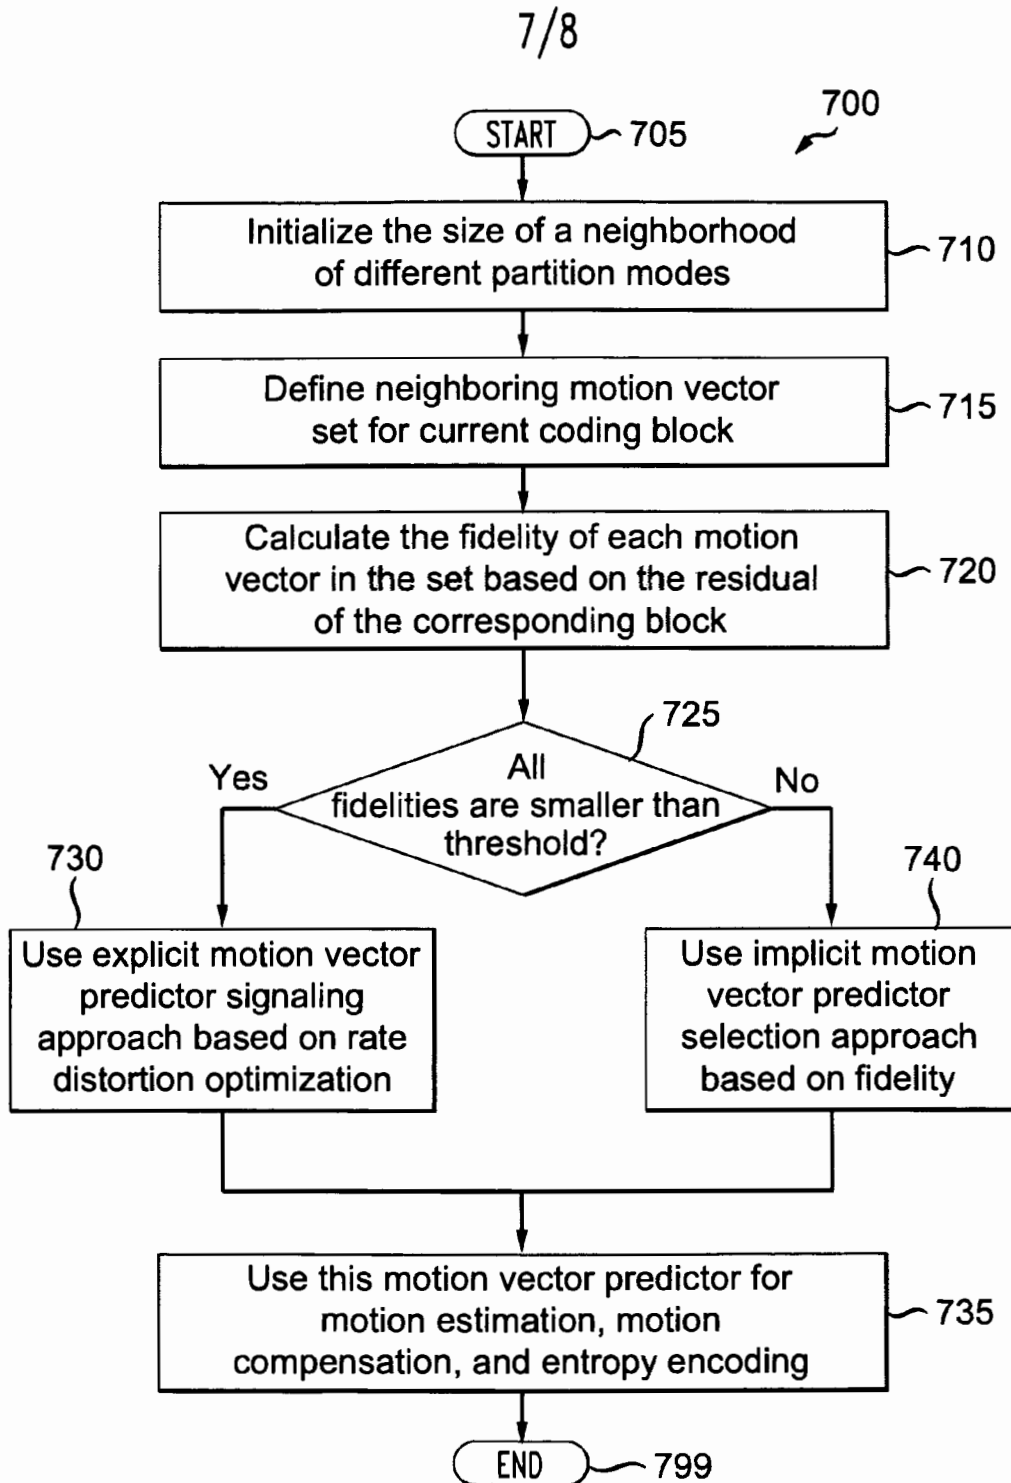 7/8
700
START
705
Initialize the size of a neighborhood
of different partition modes
710
Define neighboring motion vector
set for current coding block
715
Calculate the fidelity of each motion
vector in the set based on the residual
of the corresponding block
720
725
All
fidelities are smaller than
threshold?
Yes
No
730
740
Use explicit motion vector
predictor signaling
approach based on rate
distortion optimization
Use implicit motion
vector predictor
selection approach
based on fidelity
Use this motion vector predictor for
motion estimation, motion
compensation, and entropy encoding
735
END
799